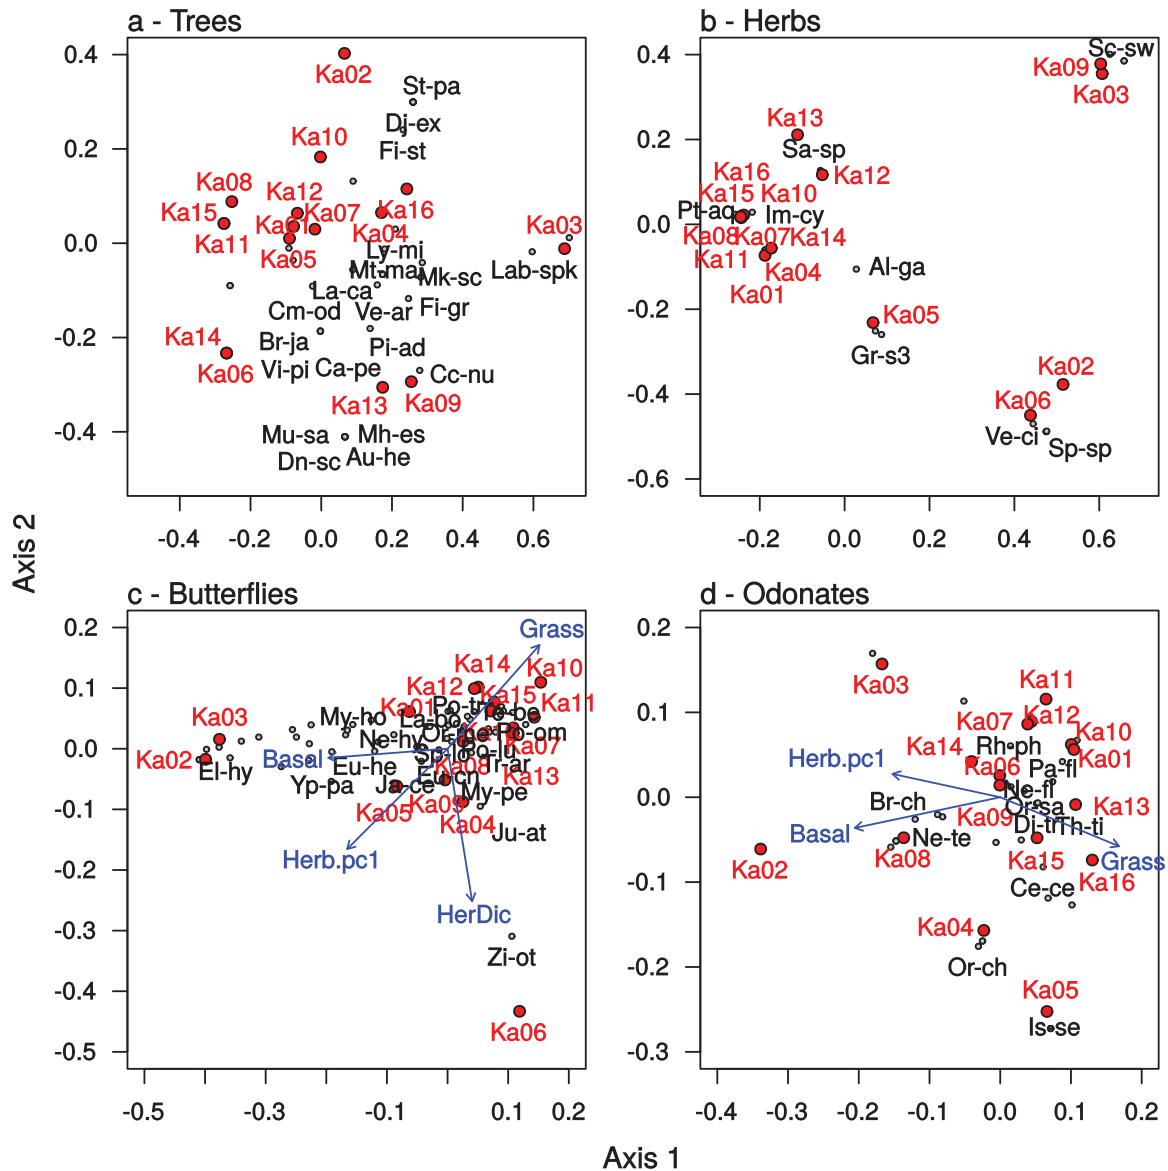 a - Trees
0.4
0.2
0.0
-0.2
-0.4
-0.4
-0.2
0.0
0.2
0.4
0.6
Ka02
St-pa
Dj-ex
Fi-st
Ka10
Ka08
Ka12
Ka15
Ka07
Ka16
Ka03
Ka11
Ka04
Ka05
Ly-mi
Lab-spk
Mt-ma
Mk-sc
La-ca
Cm-od
Ve-ar
Fi-gr
Ka14
Br-ja
Pi-ad
Ka06
Vi-pi
Ca-pe
Cc-nu
Ka13
Ka09
Mu-sa
Mh-es
Dn-sc
Au-he
b - Herbs
0.4
0.2
0.0
-0.2
-0.4
-0.6
-0.2
0.0
0.2
0.4
0.6
Sc-sw
Ka09
Ka03
Ka13
Sa-sp
Ka16
Ka12
Ka15
Ka10
Pt-aq
Im-cy
Ka08
Ka07
Ka14
Ka11
Ka04
Ka01
Al-ga
Ka05
Gr-s3
Ka02
Ka06
Ve-ci
Sp-sp
Axis 2
c - Butterflies
0.2
0.1
0.0
-0.1
-0.2
-0.3
-0.4
-0.5
-0.5
-0.3
-0.1
0.1
0.2
Grass
Ka14
Ka10
Ka12
Ka15
Ka11
Ka01
Ka03
My-ho
La-bo
Ne-hy
Ka07
Ka02
Basal
El-hy
Eu-he
Ka08
Tr-ar
Ka13
Yp-pa
Ja-ce
My-pe
Ka05
Ka09
Ka04
Ju-at
Herb.pc1
HerDic
Zi-ot
Ka06
d - Odonates
0.2
0.1
0.0
-0.1
-0.2
-0.3
-0.4
-0.3
-0.2
-0.1
0.0
0.1
0.2
Ka03
Ka11
Ka07
Ka12
Ka10
Ka14
Rh-ph
Ka01
Herb.pc1
Ka06
Pa-fl
Ne-fl
Br-ch
Or-sa
Ka13
Ka09
Basal
Di-tr
Th-ti
Ne-te
Ka02
Ka08
Ka15
Grass
Ka16
Ce-ce
Ka04
Or-ch
Ka05
Is-se
Axis 1